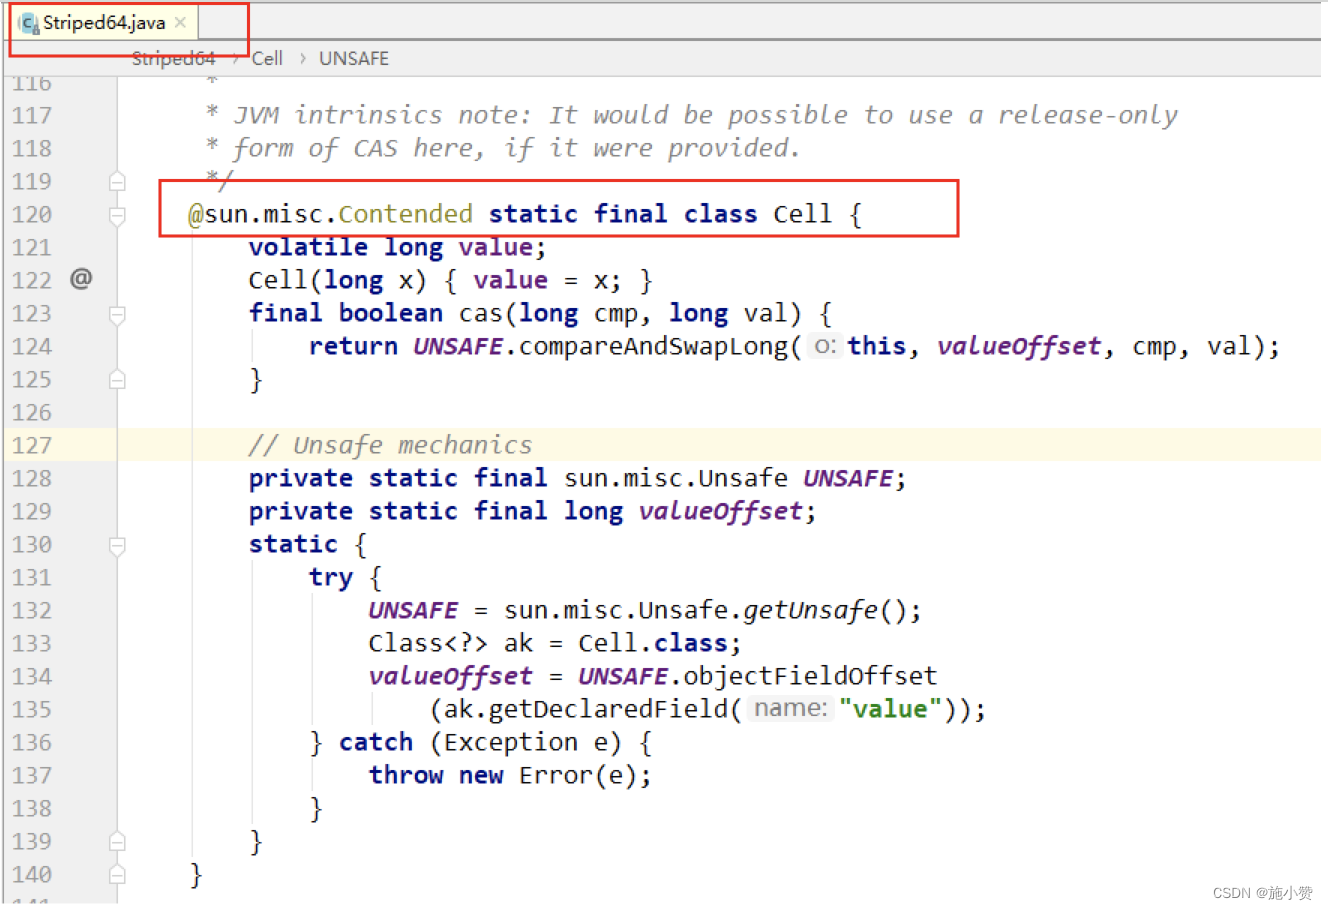 Striped64.java
Striped64 Cell UNSAFE
116 *
117 * JVM intrinsics note: It would be possible to use a release-only
118 * form of CAS here, if it were provided.
119 */
120 @sun.misc.Contended static final class Cell {
121 volatile long value;
122 @ Cell(long x) { value = x; }
123 final boolean cas(long cmp, long val) {
124 return UNSAFE.compareAndSwapLong( o: this, valueOffset, cmp, val);
125 }
126
127 // Unsafe mechanics
128 private static final sun.misc.Unsafe UNSAFE;
129 private static final long valueOffset;
130 static {
131 try {
132 UNSAFE = sun.misc.Unsafe.getUnsafe();
133 Class<?> ak = Cell.class;
134 valueOffset = UNSAFE.objectFieldOffset
135 (ak.getDeclaredField( name: "value"));
136 } catch (Exception e) {
137 throw new Error(e);
138 }
139 }
140 }
CSDN @施小赞